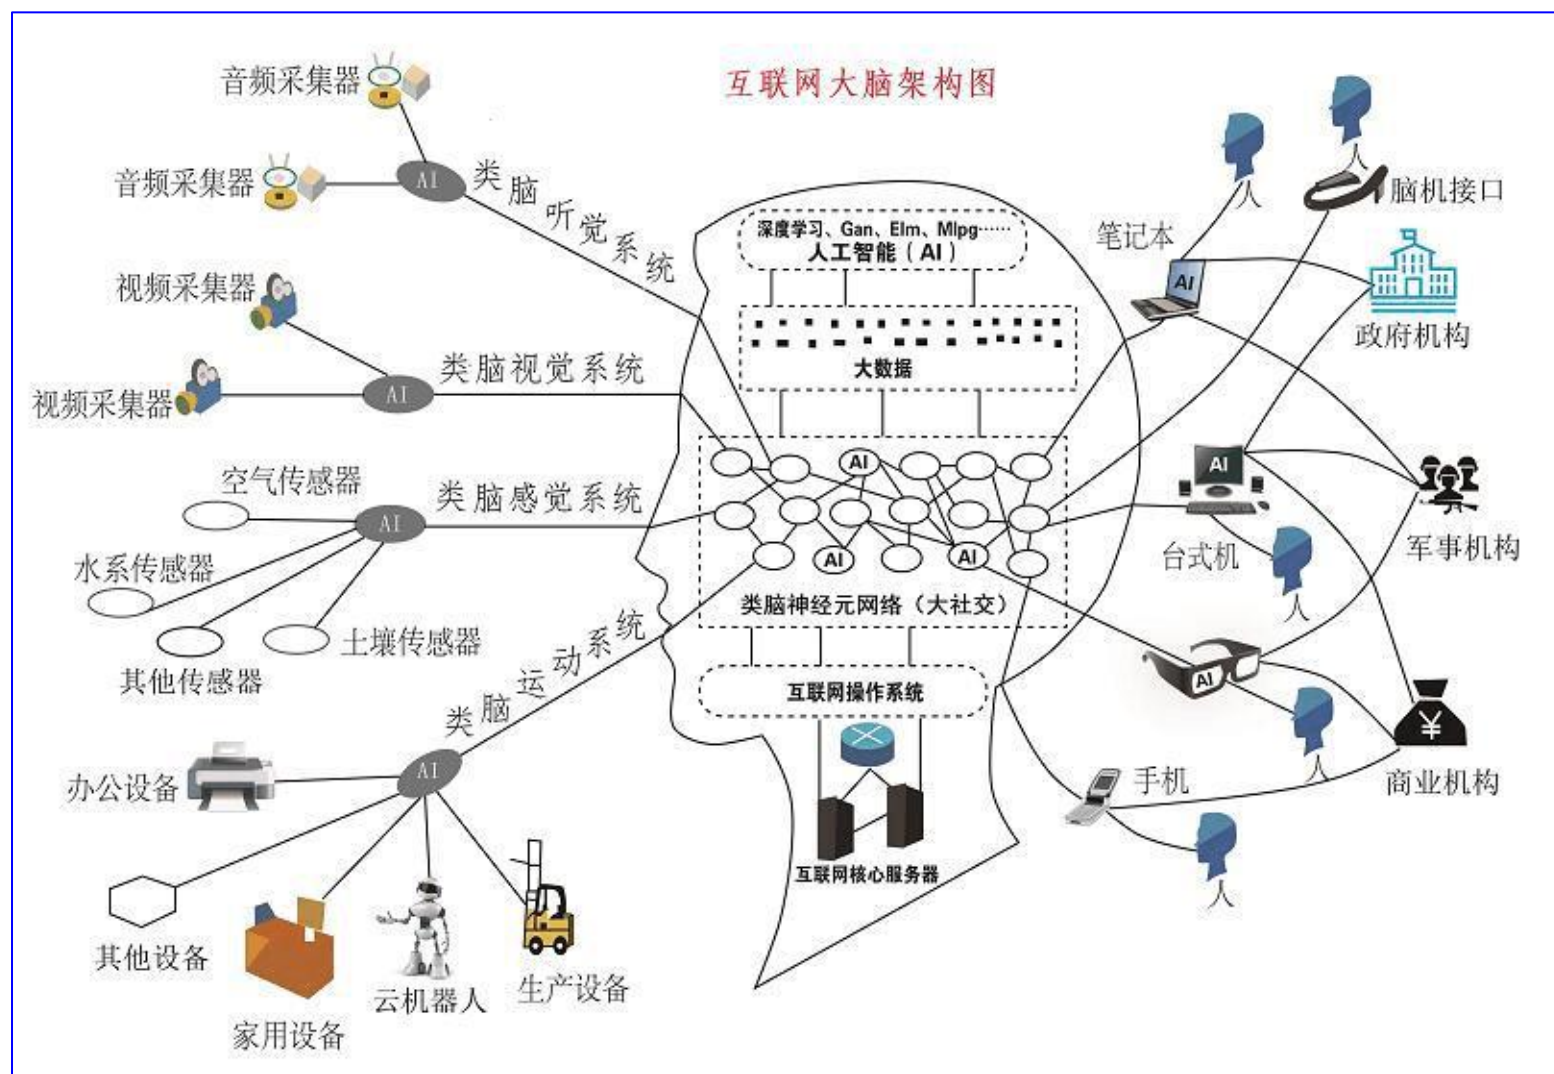 互联网大脑架构图
音频采集器
音频采集器
AI
类脑听觉系统
视频采集器
视频采集器
AI
类脑视觉系统
空气传感器
水系传感器
其他传感器
土壤传感器
AI
类脑感觉系统
类脑运动系统
AI
办公设备
其他设备
家用设备
云机器人
生产设备
深度学习、Gan、Elm、Mlpg……
人工智能（AI）
大数据
AI
AI
AI
类脑神经元网络（大社交）
互联网操作系统
互联网核心服务器
人
人
脑机接口
笔记本
AI
政府机构
AI
台式机
人
军事机构
AI
人
商业机构
手机
人